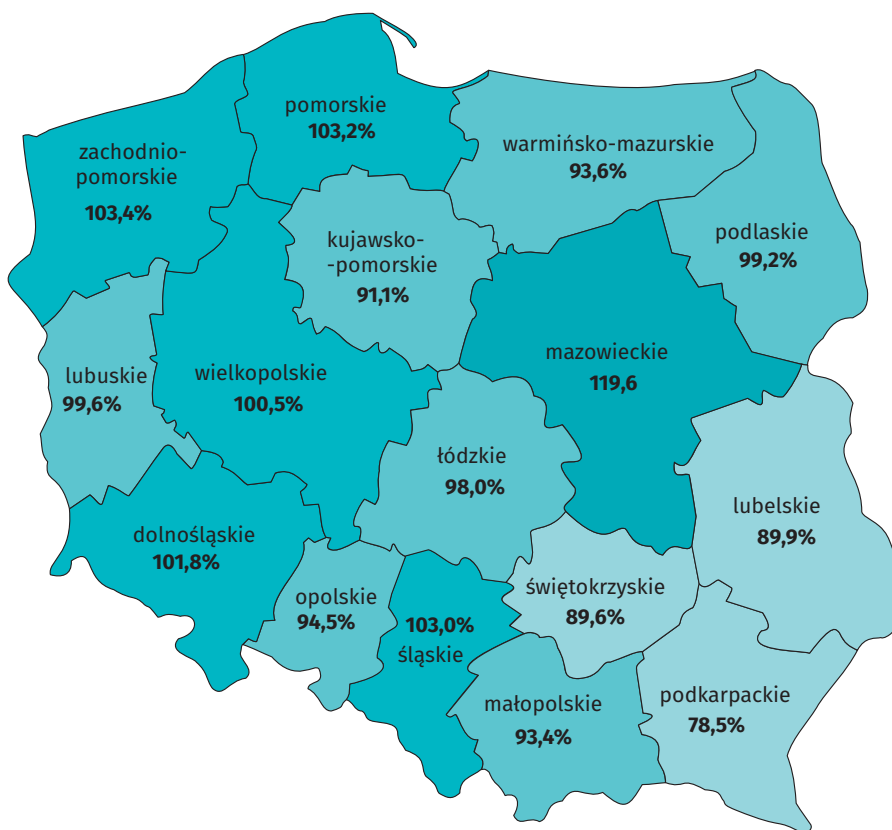 pomorskie
103,2%
zachodnio-
pomorskie
103,4%
warmińsko-mazurskie
93,6%
kujawsko-
-pomorskie
91,1%
podlaskie
99,2%
mazowieckie
119,6
lubuskie
99,6%
wielkopolskie
100,5%
łódzkie
98,0%
lubelskie
89,9%
dolnośląskie
101,8%
opolskie
94,5%
103,0%
śląskie
świętokrzyskie
89,6%
małopolskie
93,4%
podkarpackie
78,5%